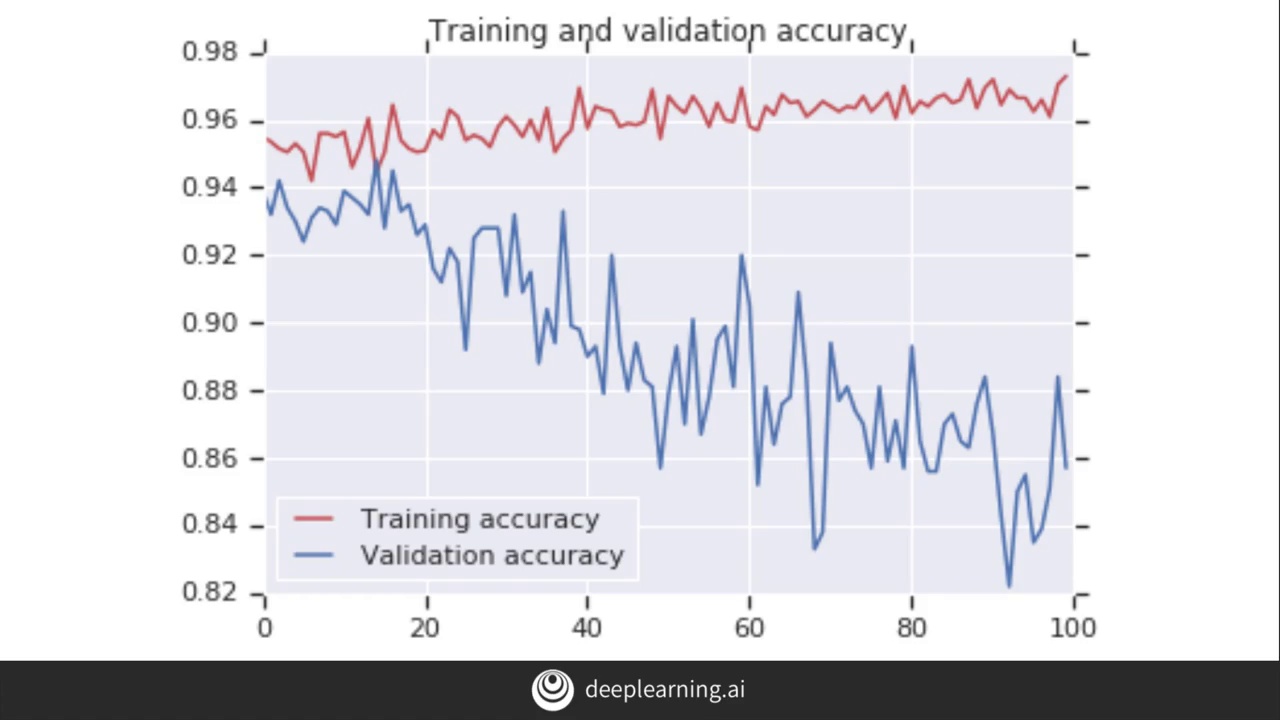 Training and validation accuracy
0.98
0.96
0.94
0.92
0.90
0.88
0.86
0.84
0.82
Training accuracy
Validation accuracy
0 20 40 60 80 100
deeplearning.ai